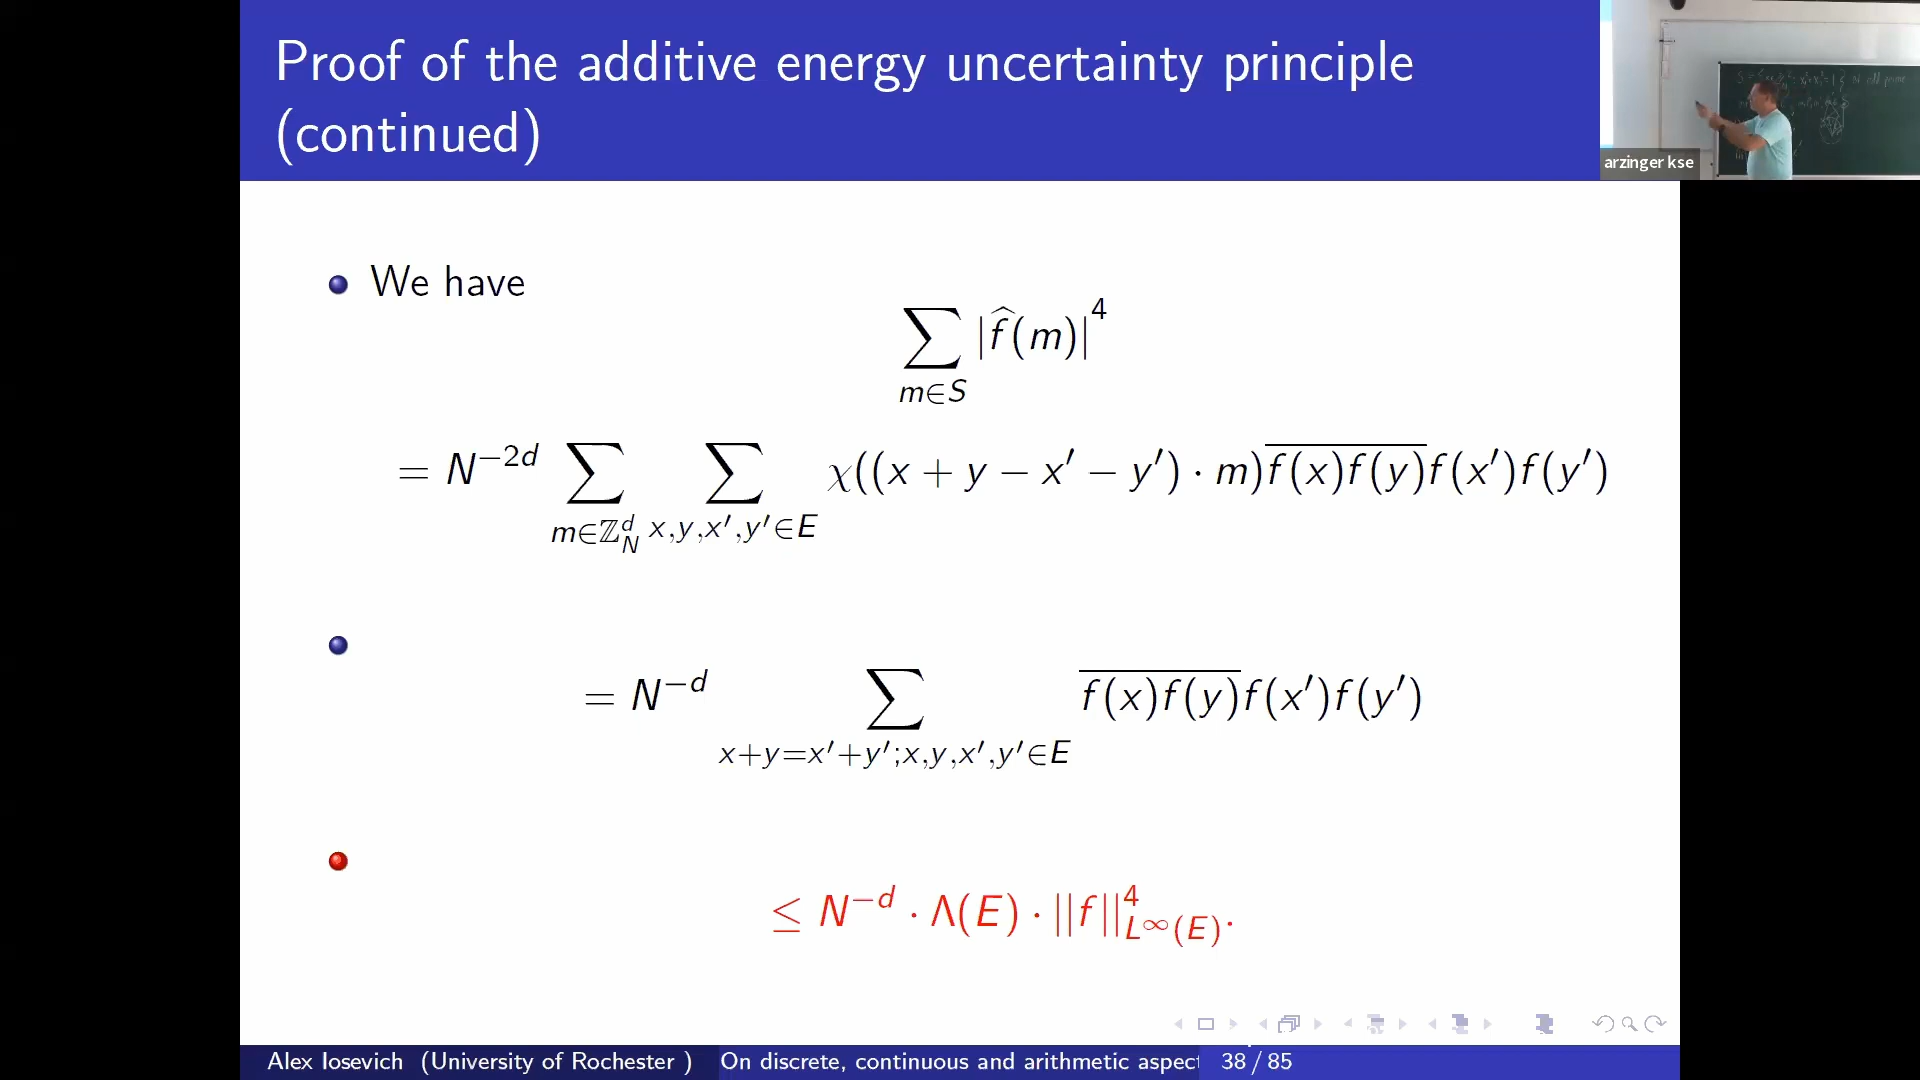 Proof of the additive energy uncertainty principle
(continued)
arzinger kse
We have
∑_{m∈S} |f̂(m)|⁴
= N^{−2d} ∑_{m∈ℤ_N^d} ∑_{x,y,x′,y′∈E} χ((x + y − x′ − y′) · m) \overline{f(x)f(y)} f(x′)f(y′)
= N^{−d} ∑_{x+y=x′+y′;x,y,x′,y′∈E} \overline{f(x)f(y)} f(x′)f(y′)
≤ N^{−d} · Λ(E) · ||f||⁴_{L^∞(E)}.
Alex Iosevich (University of Rochester ) On discrete, continuous and arithmetic aspect 38 / 85